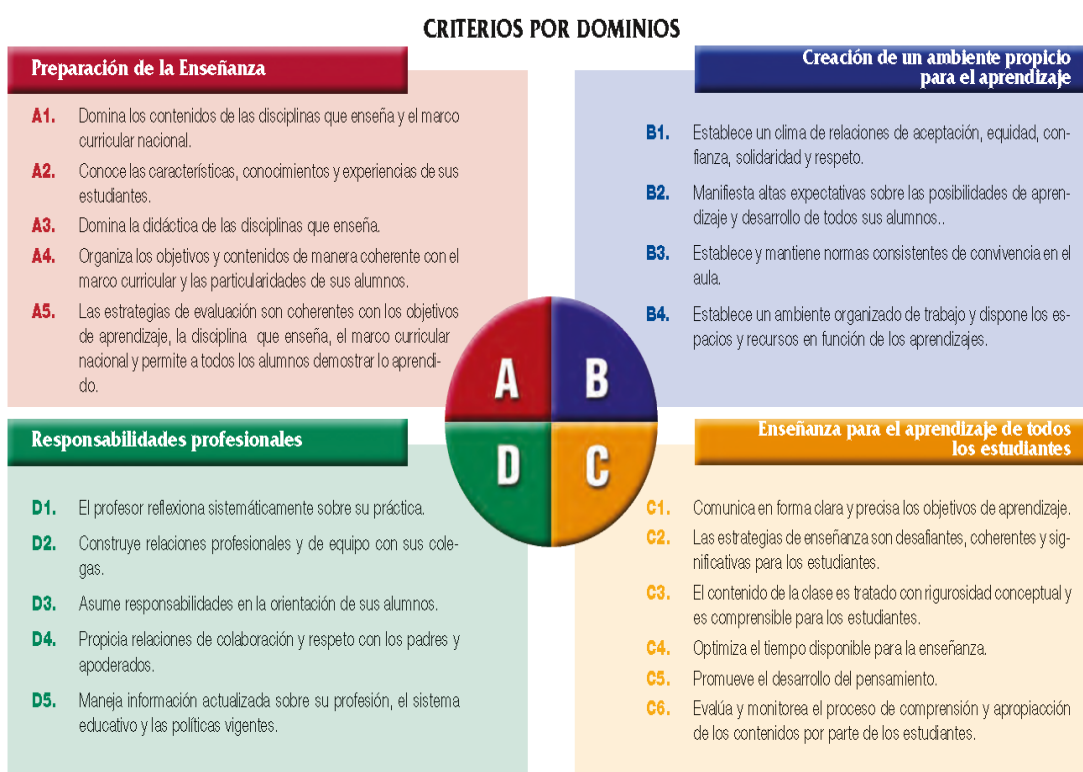 CRITERIOS POR DOMINIOS
Preparación de la Enseñanza
A1. Domina los contenidos de las disciplinas que enseña y el marco
curricular nacional.
A2. Conoce las características, conocimientos y experiencias de sus
estudiantes.
A3. Domina la didáctica de las disciplinas que enseña.
A4. Organiza los objetivos y contenidos de manera coherente con el
marco curricular y las particularidades de sus alumnos.
A5. Las estrategias de evaluación son coherentes con los objetivos
de aprendizaje, la disciplina que enseña, el marco curricular
nacional y permite a todos los alumnos demostrar lo aprendi-
do.
Creación de un ambiente propicio
para el aprendizaje
B1. Establece un clima de relaciones de aceptación, equidad, con-
fianza, solidaridad y respeto.
B2. Manifiesta altas expectativas sobre las posibilidades de apren-
dizaje y desarrollo de todos sus alumnos..
B3. Establece y mantiene normas consistentes de convivencia en el
aula.
B4. Establece un ambiente organizado de trabajo y dispone los es-
pacios y recursos en función de los aprendizajes.
A B
D C
Responsabilidades profesionales
D1. El profesor reflexiona sistemáticamente sobre su práctica.
D2. Construye relaciones profesionales y de equipo con sus cole-
gas.
D3. Asume responsabilidades en la orientación de sus alumnos.
D4. Propicia relaciones de colaboración y respeto con los padres y
apoderados.
D5. Maneja información actualizada sobre su profesión, el sistema
educativo y las políticas vigentes.
Enseñanza para el aprendizaje de todos
los estudiantes
C1. Comunica en forma clara y precisa los objetivos de aprendizaje.
C2. Las estrategias de enseñanza son desafiantes, coherentes y sig-
nificativas para los estudiantes.
C3. El contenido de la clase es tratado con rigurosidad conceptual y
es comprensible para los estudiantes.
C4. Optimiza el tiempo disponible para la enseñanza.
C5. Promueve el desarrollo del pensamiento.
C6. Evalúa y monitorea el proceso de comprensión y apropiacción
de los contenidos por parte de los estudiantes.